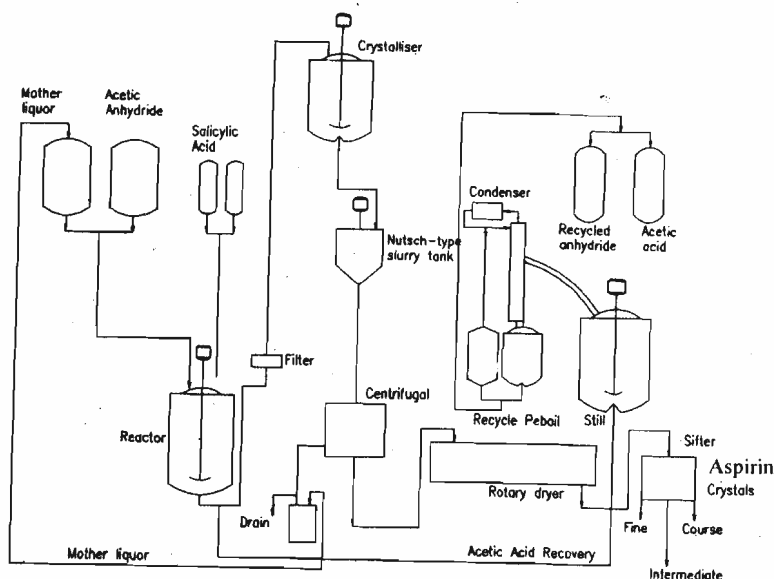 Crystalliser
Mother
liquor
Acetic
Anhydride
Salicylic
Acid
Condenser
Recycled
anhydride
Acetic
acid
Nutsch-type
slurry tank
Filter
Centrifugal
Recycle Peboil
Still
Reactor
Sifter
Aspirin
Crystals
Rotary dryer
Drain
Fine
Course
Mother liquor
Acetic Acid Recovery
Intermediate